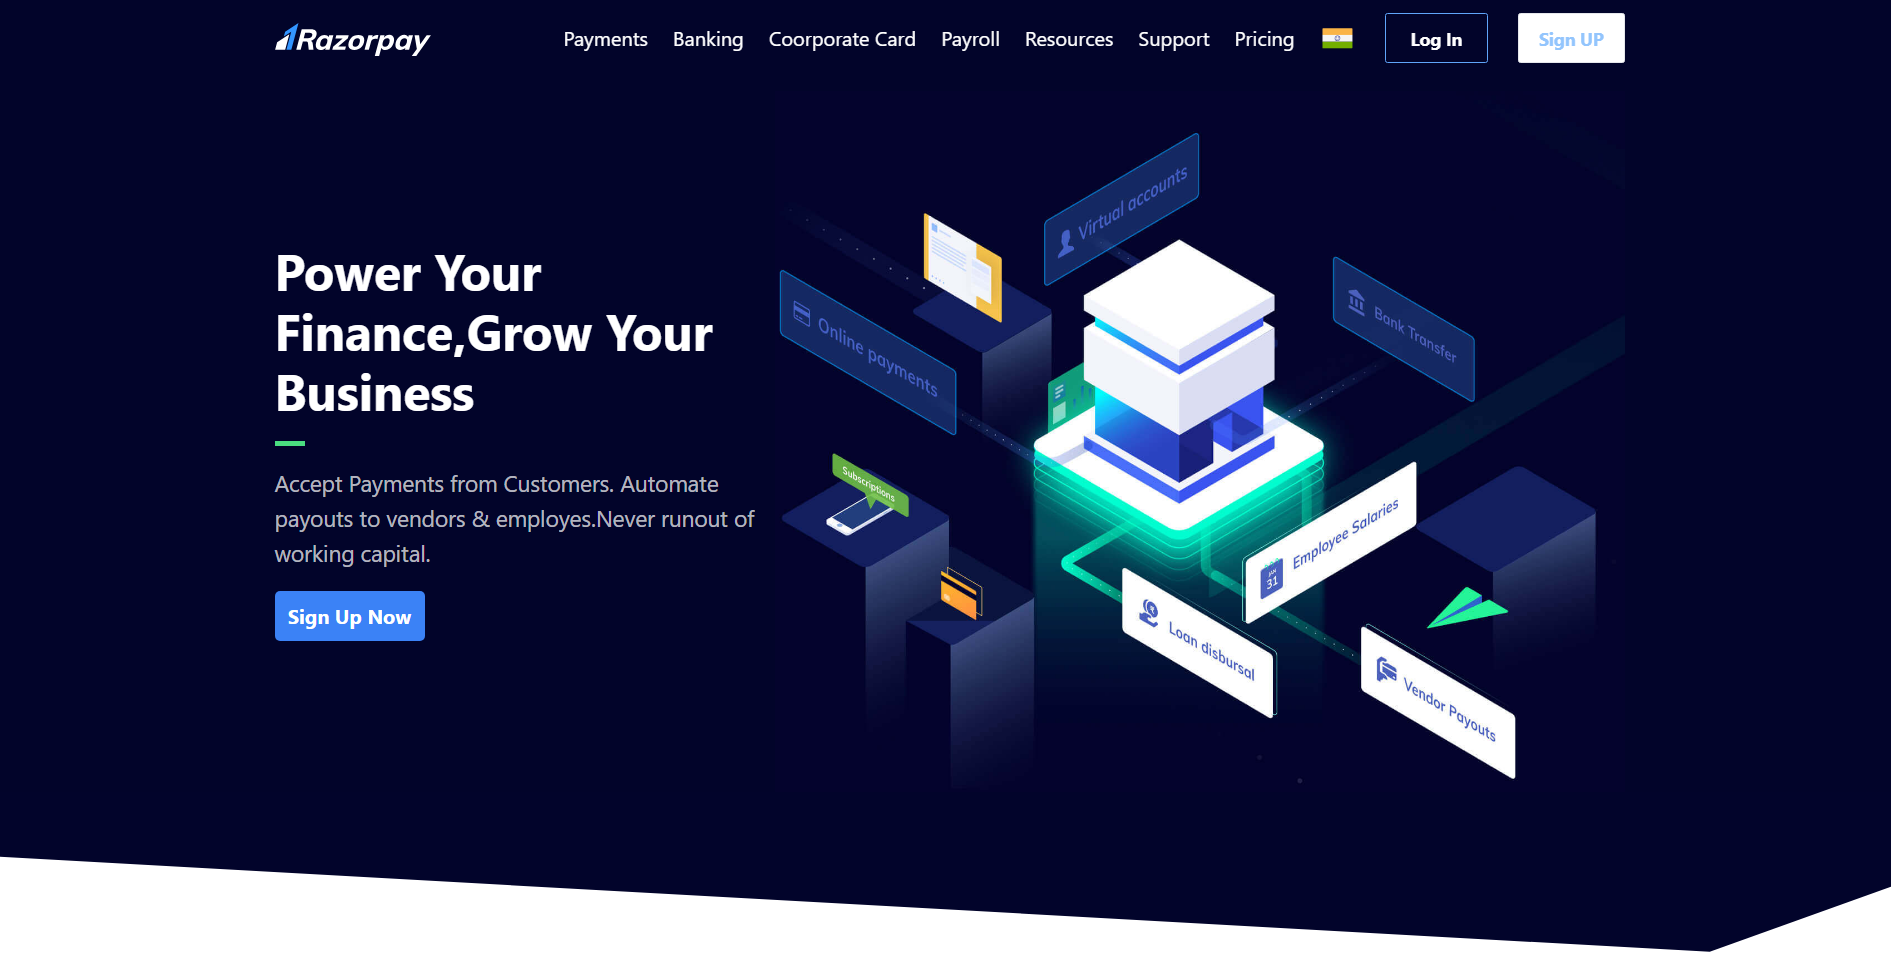 Razorpay
Payments Banking Coorporate Card Payroll Resources Support Pricing Log In Sign UP
Virtual accounts
Online payments
Bank Transfer
Power Your
Finance,Grow Your
Business
Accept Payments from Customers. Automate
payouts to vendors & employes.Never runout of
working capital.
Sign Up Now
Subscriptions
Employee Salaries
JAN
31
Loan disbursal
Vendor Payouts